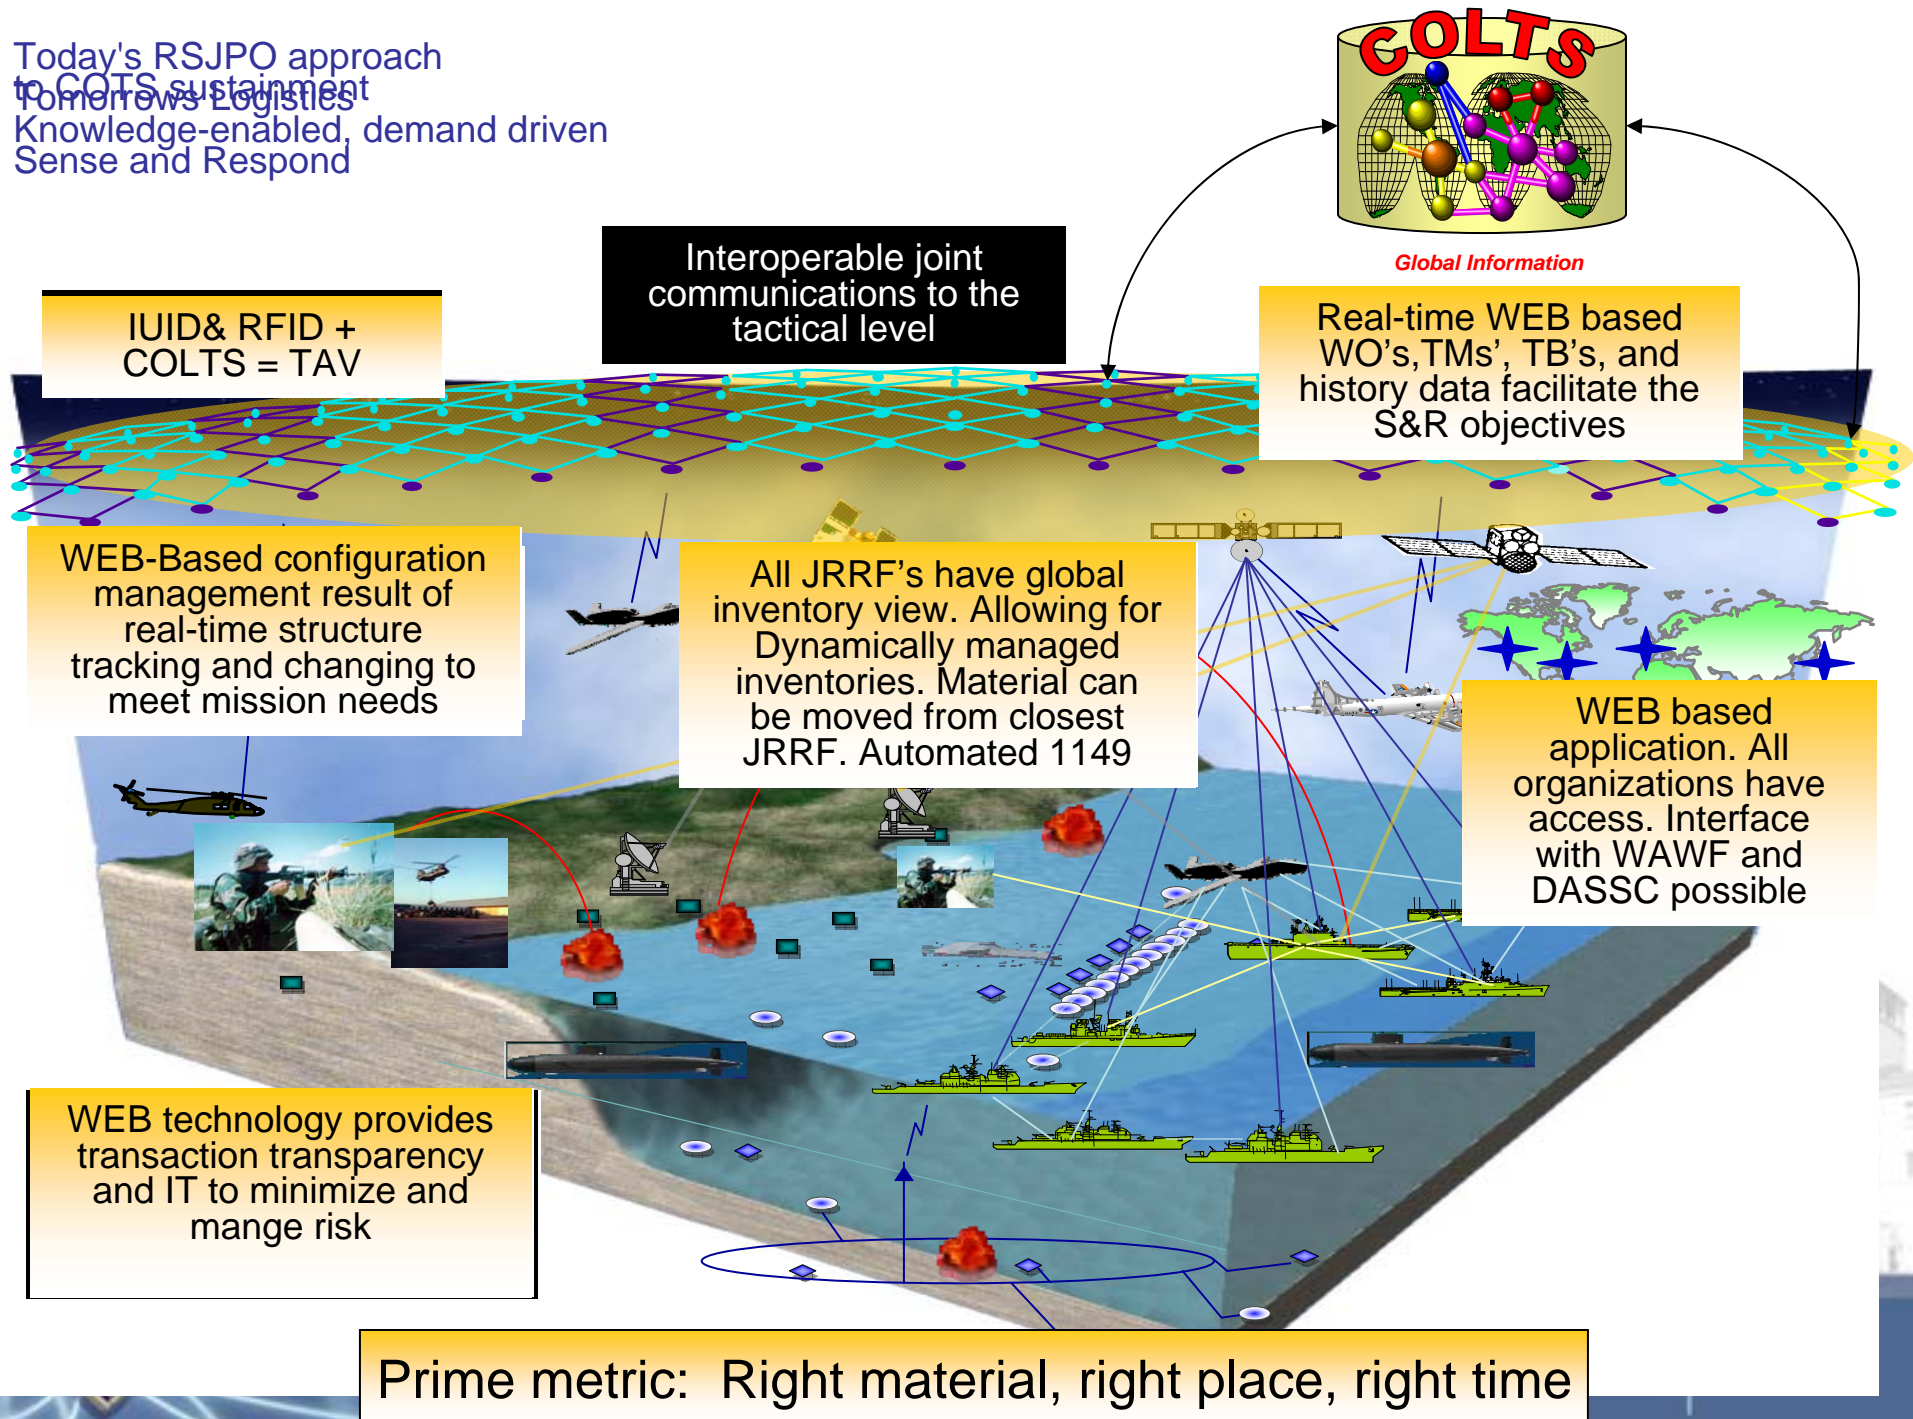 Today's RSJPO approach
to COTS sustainment
Tomorrows Logistics
Knowledge-enabled, demand driven
Sense and Respond
COLTS
Global Information
Interoperable joint
communications to the
tactical level
IUID& RFID +
COLTS = TAV
Real-time WEB based
WO’s,TMs’, TB’s, and
history data facilitate the
S&R objectives
WEB-Based configuration
management result of
real-time structure
tracking and changing to
meet mission needs
All JRRF’s have global
inventory view. Allowing for
Dynamically managed
inventories. Material can
be moved from closest
JRRF. Automated 1149
WEB based
application. All
organizations have
access. Interface
with WAWF and
DASSC possible
WEB technology provides
transaction transparency
and IT to minimize and
mange risk
Prime metric:  Right material, right place, right time